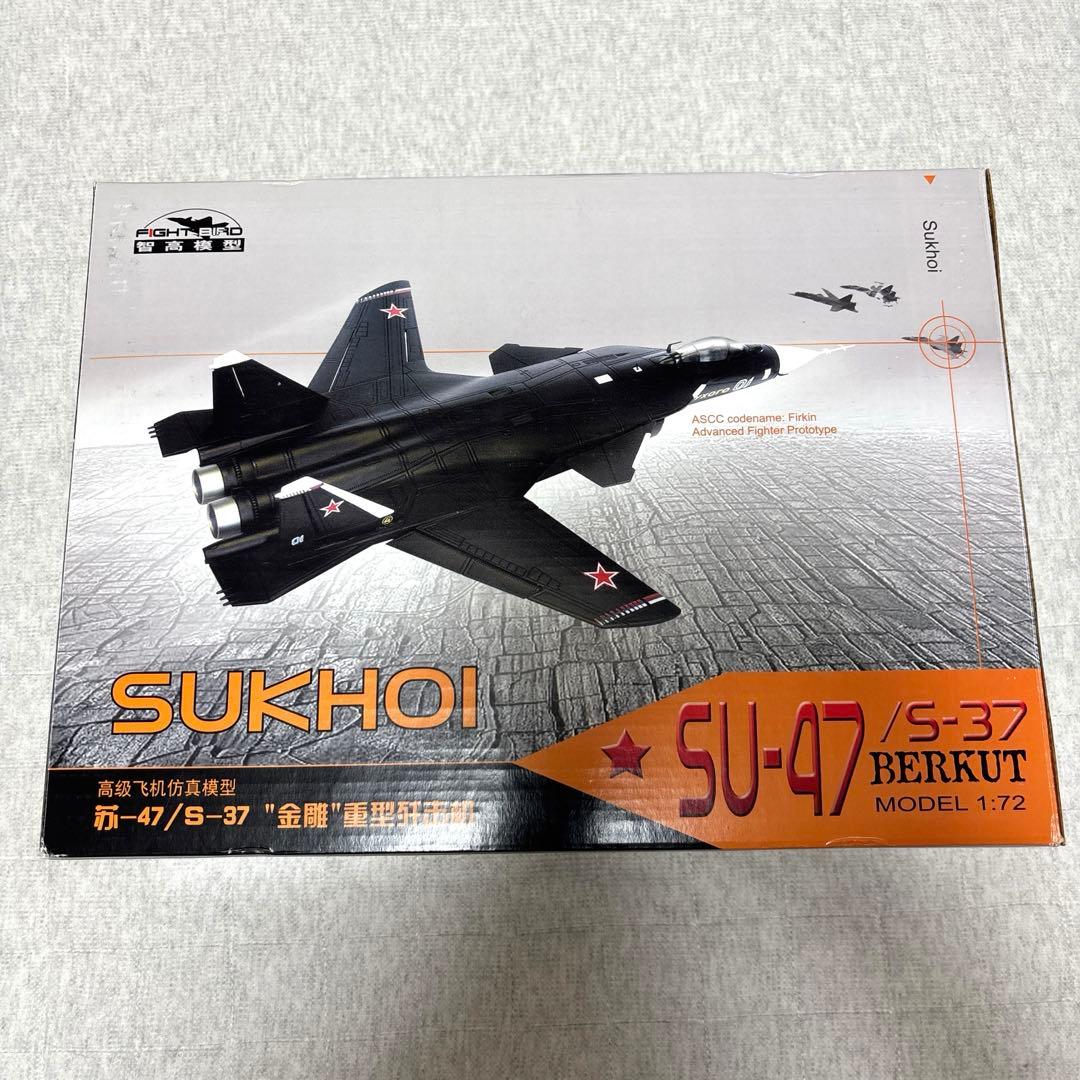 FIGHT BIRD
智高模型
Sukhoi
ASCC codename: Firkin
Advanced Fighter Prototype
01
01
SUKHOI
SU-47 /S-37
BERKUT
MODEL 1:72
高级飞机仿真模型
苏-47/S-37 "金雕"重型歼击机